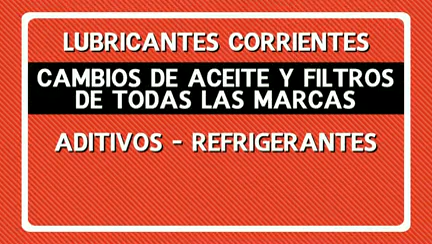 LUBRICANTES CORRIENTES
CAMBIOS DE ACEITE Y FILTROS
DE TODAS LAS MARCAS
ADITIVOS - REFRIGERANTES